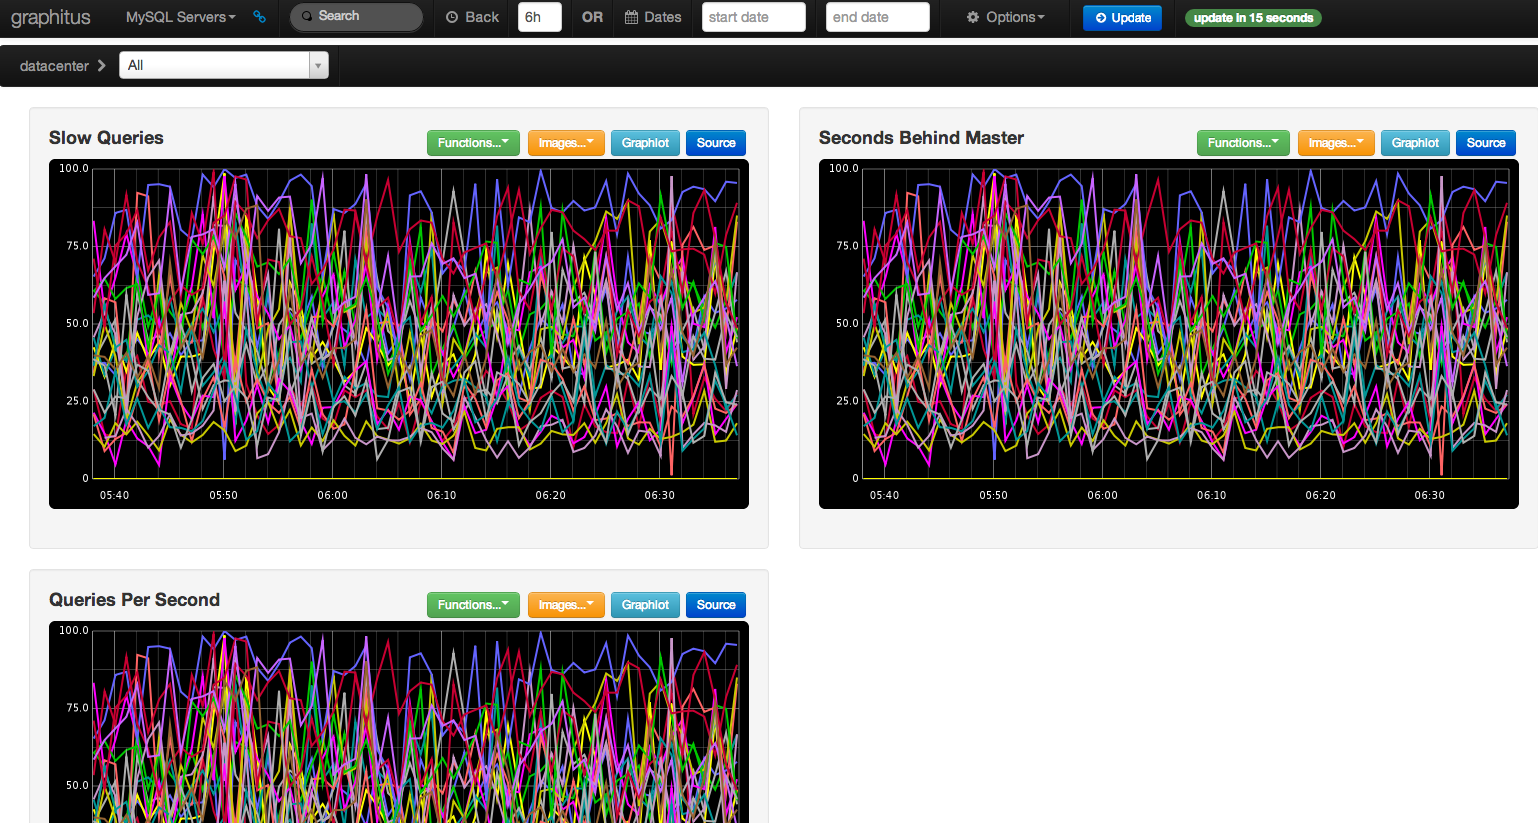 graphitus MySQL Servers Search Back 6h OR Dates start date end date Options Update update in 15 seconds
datacenter All
Slow Queries Functions... Images... Graphlot Source
100.0
75.0
50.0
25.0
0
05:40 05:50 06:00 06:10 06:20 06:30
Seconds Behind Master Functions... Images... Graphlot Source
100.0
75.0
50.0
25.0
0
05:40 05:50 06:00 06:10 06:20 06:30
Queries Per Second Functions... Images... Graphlot Source
100.0
75.0
50.0